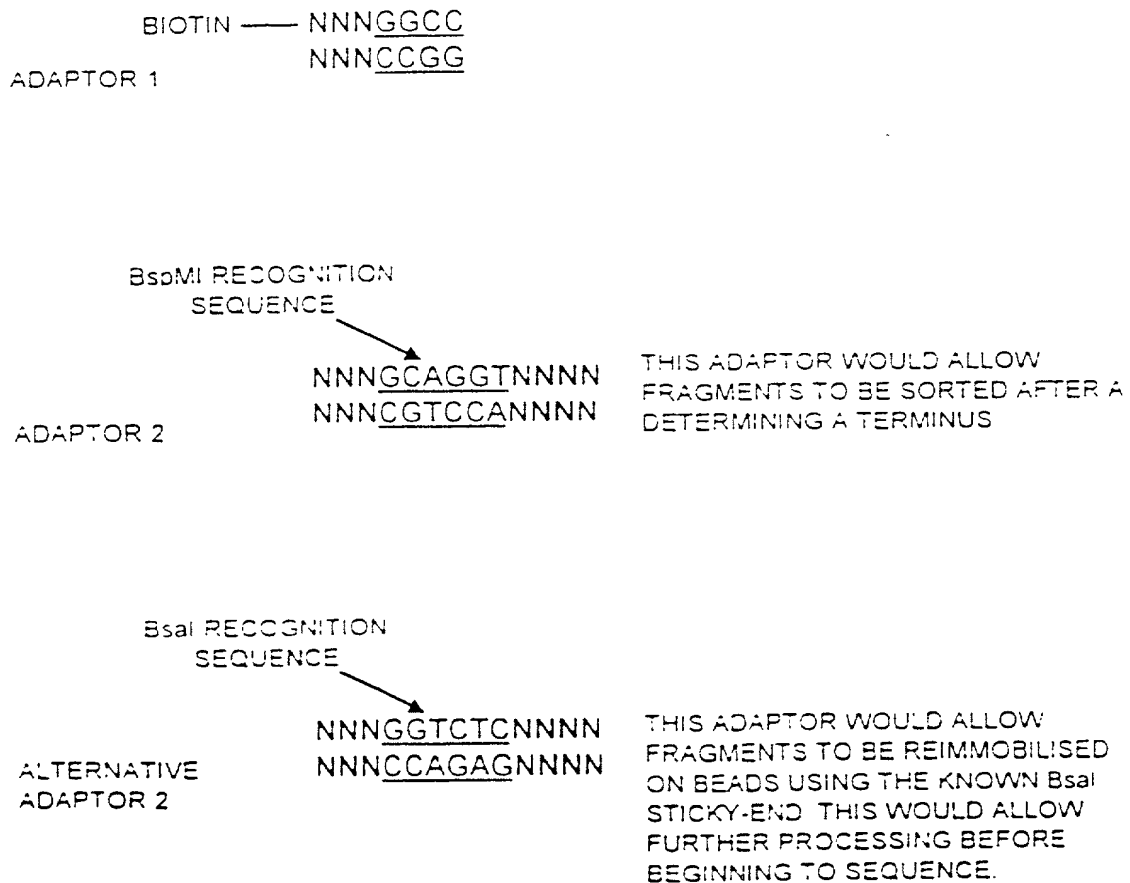 BIOTIN — NNNGGCC
NNNCCGG
ADAPTOR 1
BspMI RECOGNITION
SEQUENCE
NNNGCAGGTNNNN
NNNCGTCCANNNN
ADAPTOR 2
THIS ADAPTOR WOULD ALLOW
FRAGMENTS TO BE SORTED AFTER A
DETERMINING A TERMINUS
BsaI RECOGNITION
SEQUENCE
NNNGGTCTCNNNN
NNNCCAGAGNNNN
ALTERNATIVE
ADAPTOR 2
THIS ADAPTOR WOULD ALLOW
FRAGMENTS TO BE REIMMOBILISED
ON BEADS USING THE KNOWN BsaI
STICKY-END. THIS WOULD ALLOW
FURTHER PROCESSING BEFORE
BEGINNING TO SEQUENCE.